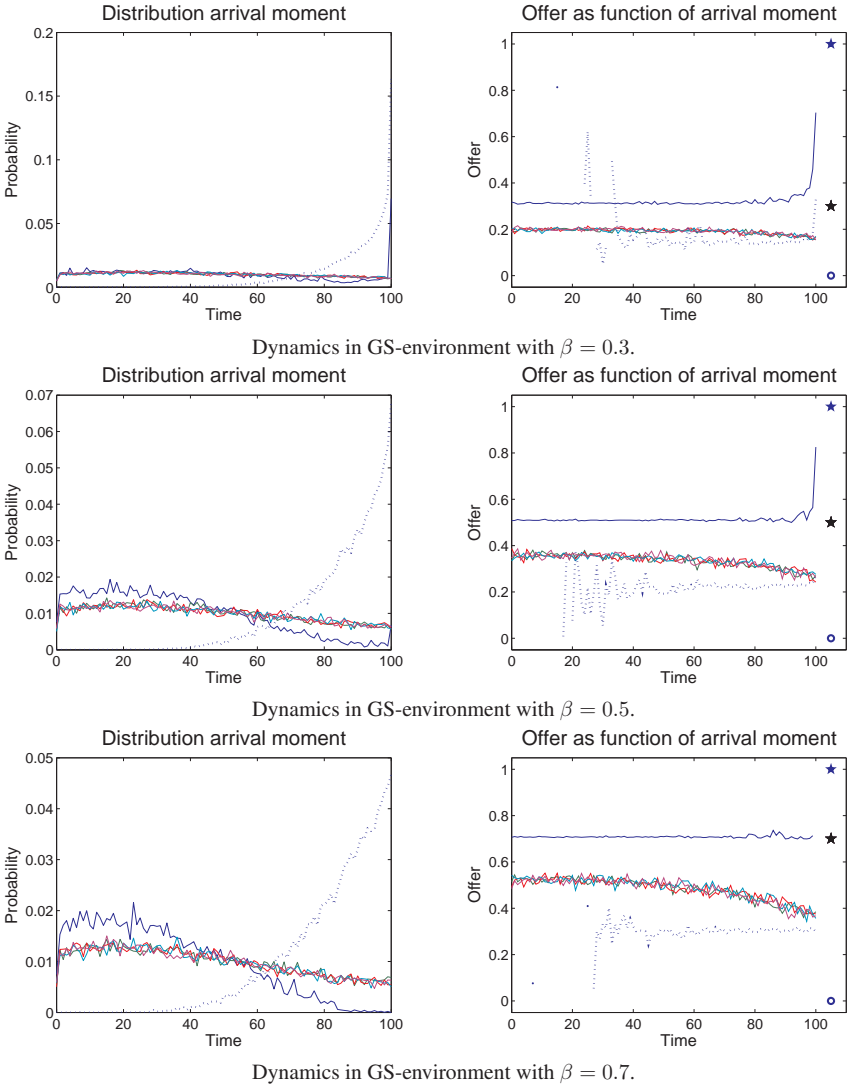 Distribution arrival moment
0.2
0.15
0.1
0.05
0
Probability
0 20 40 60 80 100
Time
Offer as function of arrival moment
1
0.8
0.6
0.4
0.2
0
Offer
0 20 40 60 80 100
Time
Dynamics in GS-environment with β = 0.3.
Distribution arrival moment
0.07
0.06
0.05
0.04
0.03
0.02
0.01
0
Probability
0 20 40 60 80 100
Time
Offer as function of arrival moment
1
0.8
0.6
0.4
0.2
0
Offer
0 20 40 60 80 100
Time
Dynamics in GS-environment with β = 0.5.
Distribution arrival moment
0.05
0.04
0.03
0.02
0.01
0
Probability
0 20 40 60 80 100
Time
Offer as function of arrival moment
1
0.8
0.6
0.4
0.2
0
Offer
0 20 40 60 80 100
Time
Dynamics in GS-environment with β = 0.7.